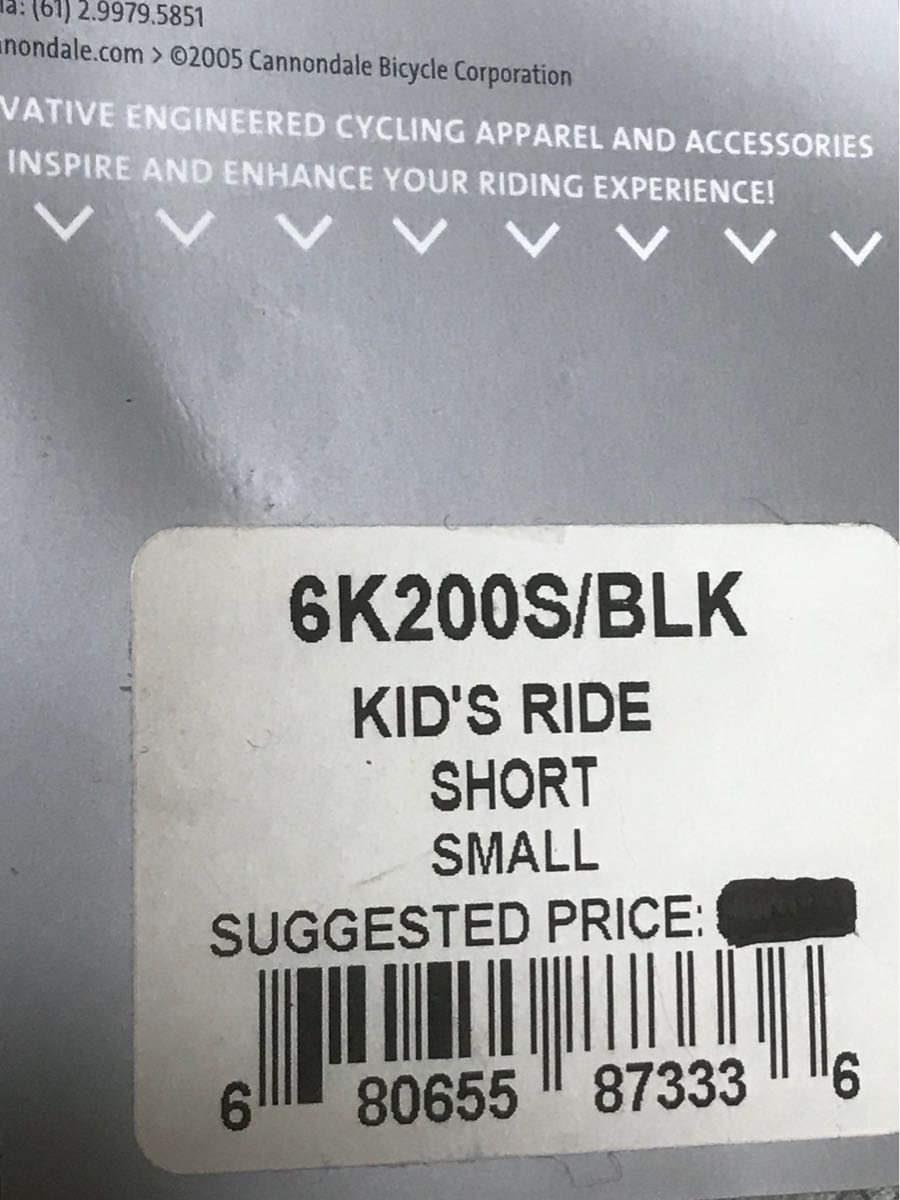 (61) 2.9979.5851
nnondale.com > ©2005 Cannondale Bicycle Corporation
VATIVE ENGINEERED CYCLING APPAREL AND ACCESSORIES
INSPIRE AND ENHANCE YOUR RIDING EXPERIENCE!
6K200S/BLK
KID'S RIDE
SHORT
SMALL
SUGGESTED PRICE:
6 80655 87333 6